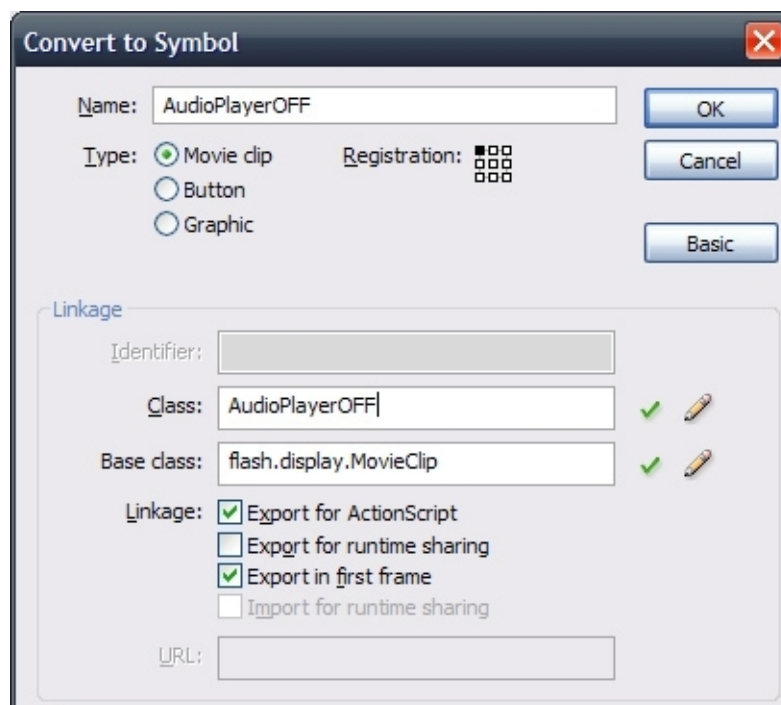 Convert to Symbol
Name: AudioPlayerOFF
OK
Type: Movie clip Registration:
Cancel
Button
Graphic
Basic
Linkage
Identifier:
Class: AudioPlayerOFF
Base class: flash.display.MovieClip
Linkage: Export for ActionScript
Export for runtime sharing
Export in first frame
Import for runtime sharing
URL: